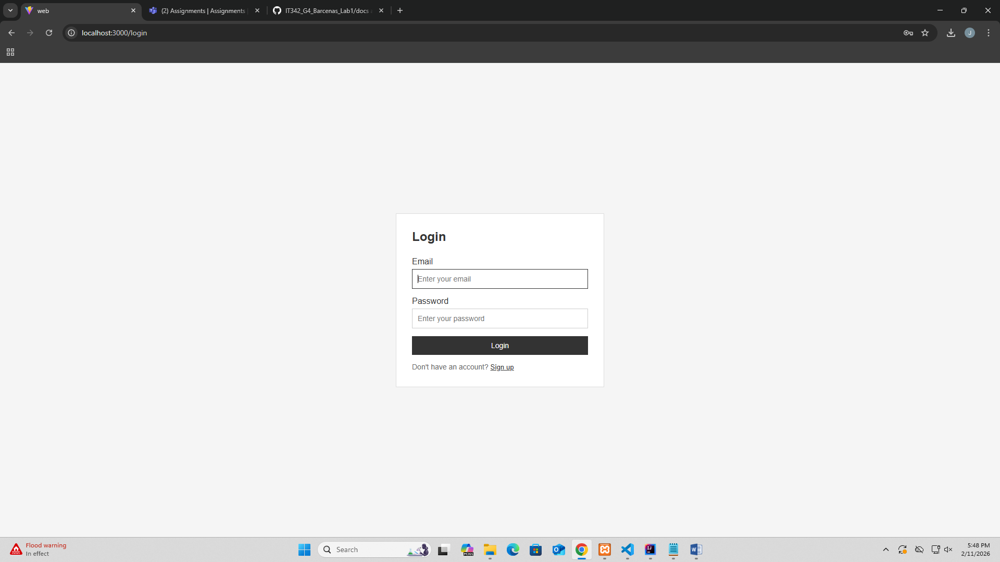 web
(2) Assignments | Assignments
IT342_G4_Barcenas_Lab1/docs
localhost:3000/login
J
Login
Email
Enter your email
Password
Enter your password
Login
Don't have an account? Sign up
Flood warning
In effect
Search
M365
5:48 PM
2/11/2026